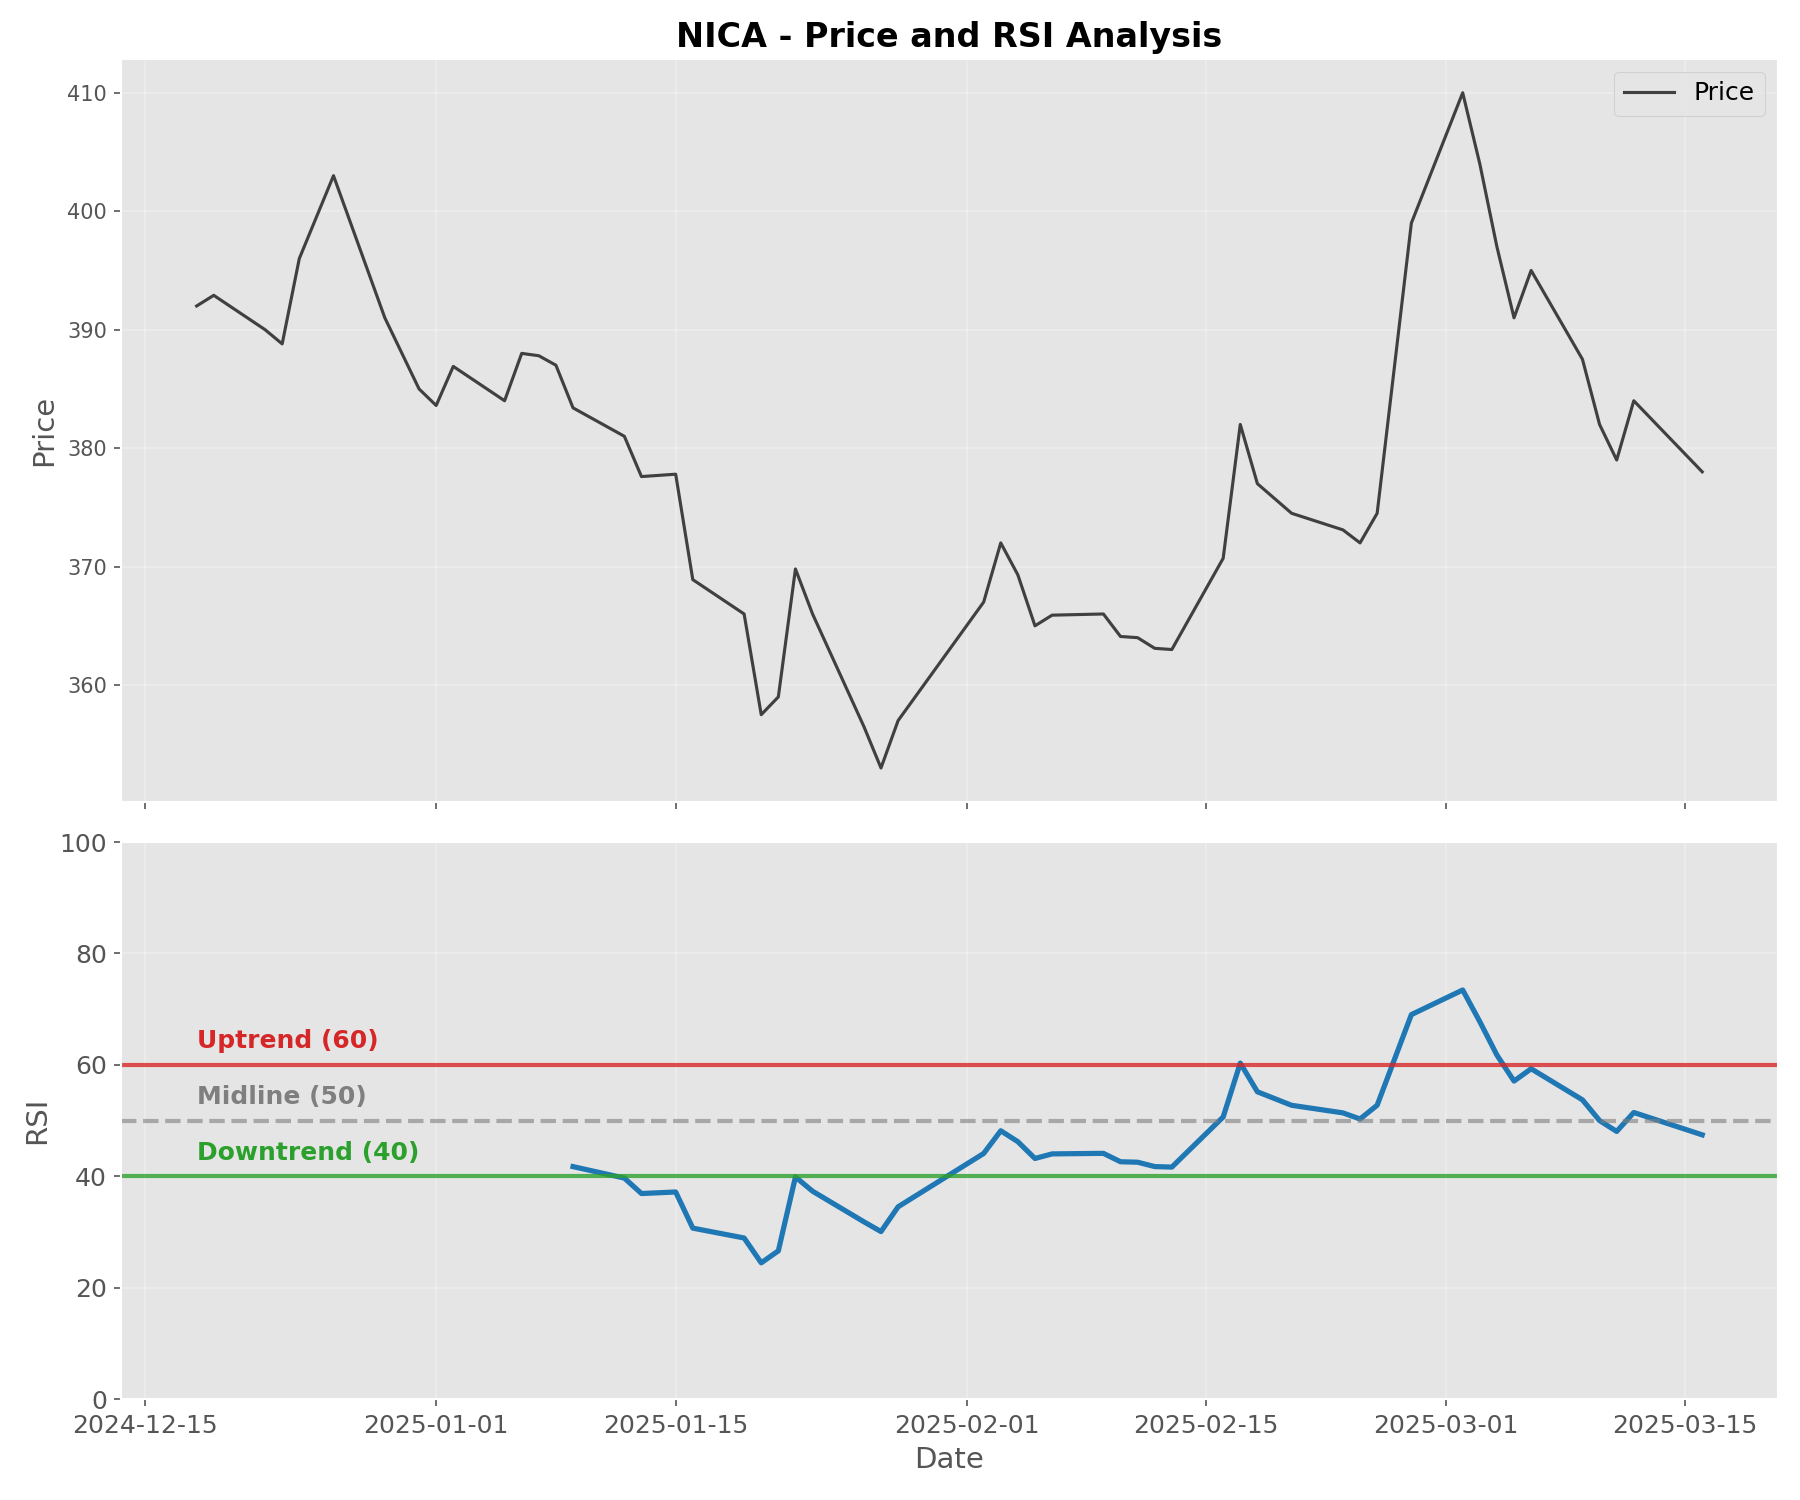 NICA - Price and RSI Analysis
Price
410
400
390
380
370
360
Price
100
80
60
40
20
0
Uptrend (60)
Midline (50)
Downtrend (40)
RSI
2024-12-15
2025-01-01
2025-01-15
2025-02-01
2025-02-15
2025-03-01
2025-03-15
Date